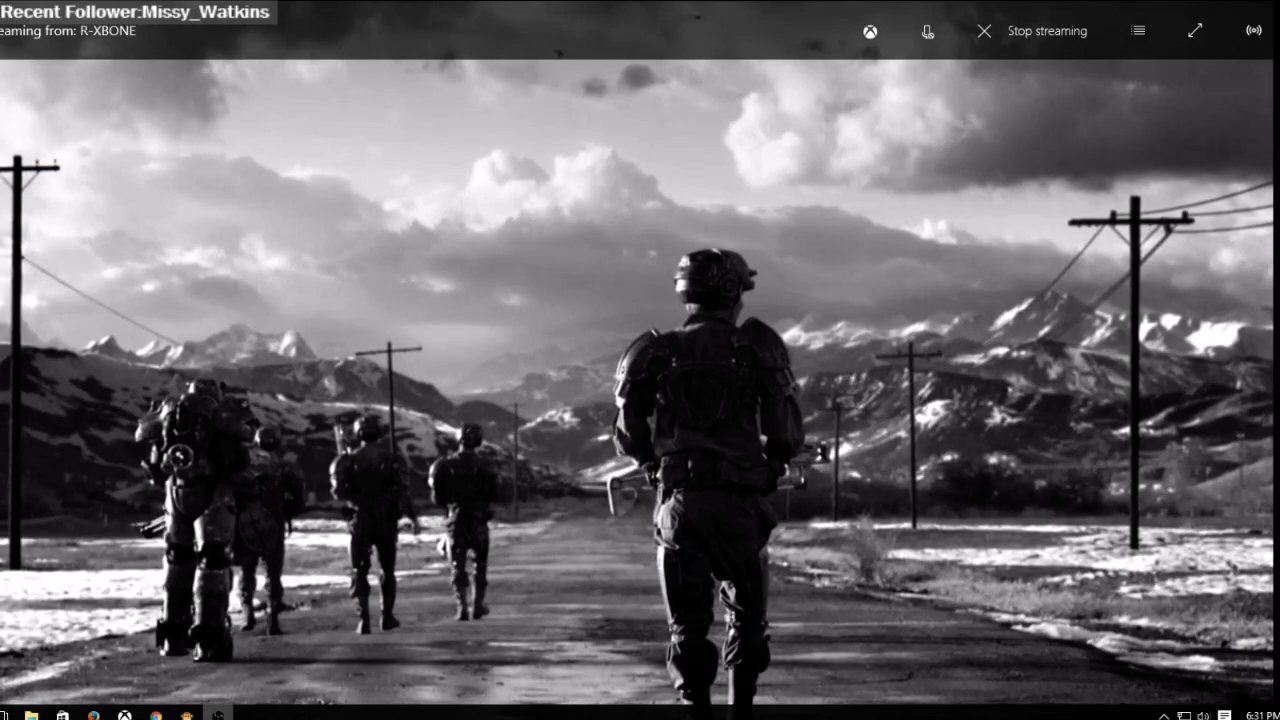 Recent Follower:Missy_Watkins
eaming from: R-XBONE
Stop streaming
6:31 PM